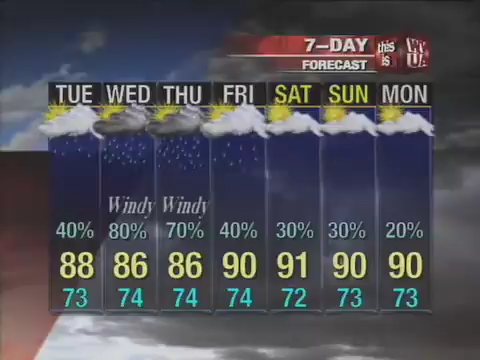 7-DAY
FORECAST
this is
TUE WED THU FRI SAT SUN MON
Windy Windy
40% 80% 70% 40% 30% 30% 20%
88 86 86 90 91 90 90
73 74 74 74 72 73 73